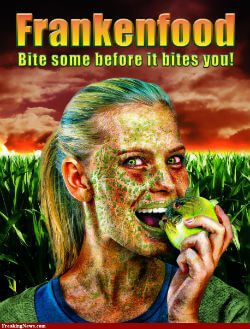 Frankenfood
Bite some before it bites you!
FreakingNews.com